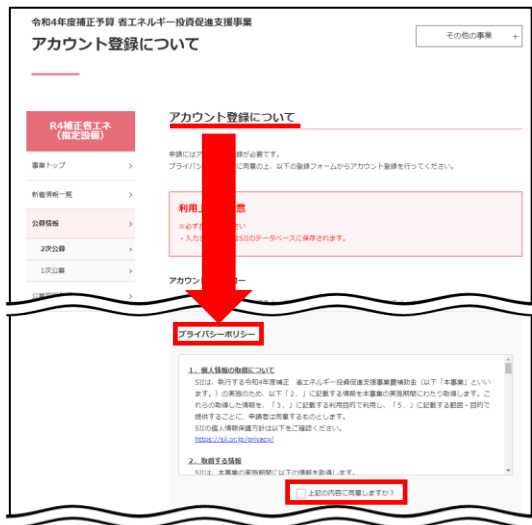 令和4年度補正予算 省エネルギー投資促進支援事業
アカウント登録について
その他の事業 +
R4補正省エネ
(指定設備)
事業トップ >
新着情報一覧 >
公募情報 >
2次公募 >
1次公募 >
アカウント登録について
申請にはア 録が必要です。
プライバシ に同意の上、以下の登録フォームからアカウント登録を行ってください。
利用上 意
※必ずお さい
・入力 はSIIのデータベースに保存されます。
アカウン ロー
プライバシーポリシー
1．個人情報の取得について
SIIは、執行する令和4年度補正 省エネルギー投資促進支援事業費補助金（以下「本事業」といい
ます。）の実施のため、以下「2．」に記載する情報を本事業の実施期間にわたり取得します。こ
れらの取得した情報を、「3．」に記載する利用目的で利用し、「5．」に記載する範囲・目的で
提供することに、申請者は同意するものとします。
SIIの個人情報保護方針は以下をご確認ください。
https://sii.or.jp/privacy/
2．取得する情報
SIIは、本事業の実施期間に以下の情報を取得します。
上記の内容に同意しますか？